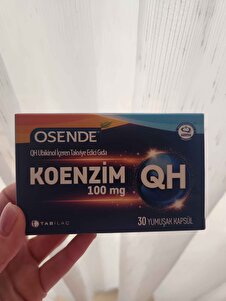 OSENDE
QH Ubikinol İçeren Takviye Edici Gıda
KOENZİM QH
100 mg
30 YUMUŞAK KAPSÜL
TAB İLAÇ